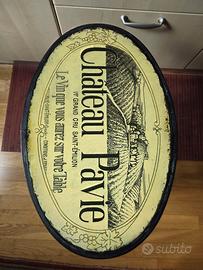 Château Pavie
1er GRAND CRU SAINT-EMILION
Le Vin que vous aurez sur votre Table
subito